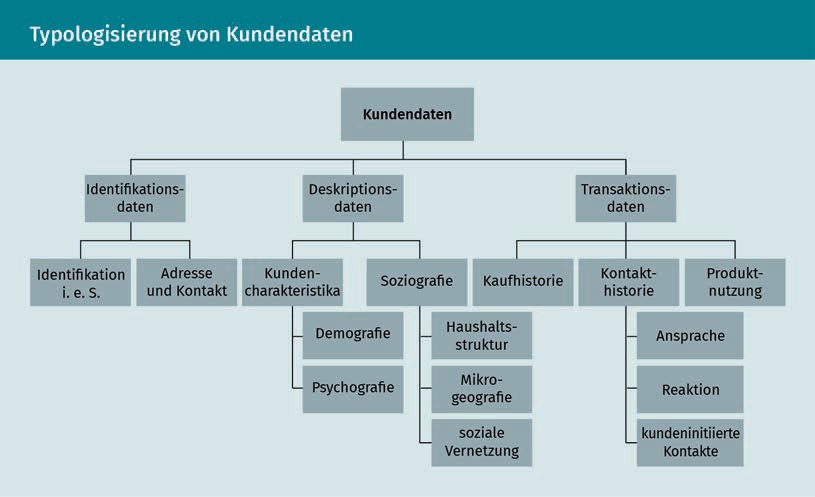 Typologisierung von Kundendaten
Kundendaten
Identifikations-
daten
Deskriptions-
daten
Transaktions-
daten
Identifikation
i. e. S.
Adresse
und Kontakt
Kunden-
charakteristika
Soziografie
Kaufhistorie
Kontakt-
historie
Produkt-
nutzung
Demografie
Psychografie
Haushalts-
struktur
Mikro-
geografie
soziale
Vernetzung
Ansprache
Reaktion
kundeninitiierte
Kontakte